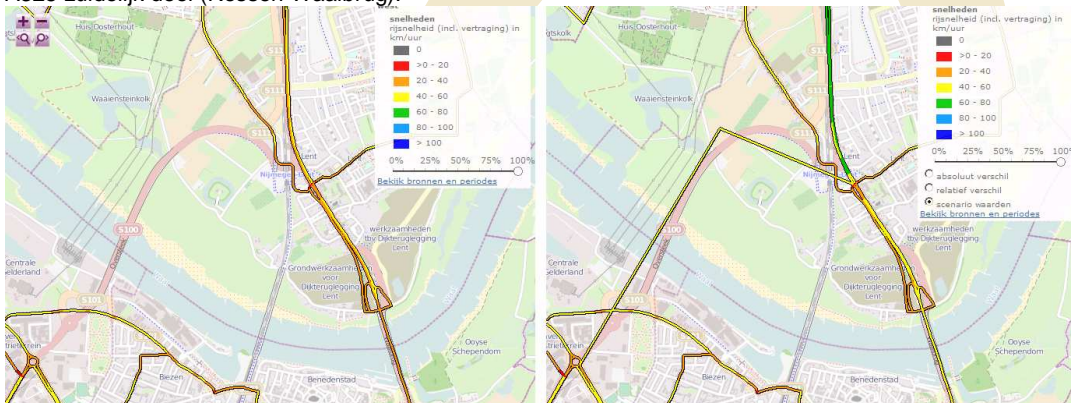 snelheden
rijsnelheid (incl. vertraging) in
km/uur
0
>0 - 20
20 - 40
40 - 60
60 - 80
80 - 100
> 100
0% 25% 50% 75% 100%
Bekijk bronnen en periodes
Huis Oosterhout
Waaiensteinkolk
S111
Lent
S100
werkzaamheden
tbv Dijkteruglegging
Lent
Centrale
Gelderland
Grondwerkzaamheden
voor
Dijkteruglegging
Lent
S101
Ooyse
Schependom
Biezen
Benedenstad
snelheden
rijsnelheid (incl. vertraging) in
km/uur
0
>0 - 20
20 - 40
40 - 60
60 - 80
80 - 100
> 100
0% 25% 50% 75% 100%
absoluut verschil
relatief verschil
scenario waarden
Bekijk bronnen en periodes
Huis Oosterhout
Waaiensteinkolk
Lent
S100
werkzaamheden
tbv Dijkteruglegging
Lent
Centrale
Gelderland
Grondwerkzaamheden
voor
Dijkteruglegging
Lent
S101
Ooyse
Schependom
Biezen
Benedenstad